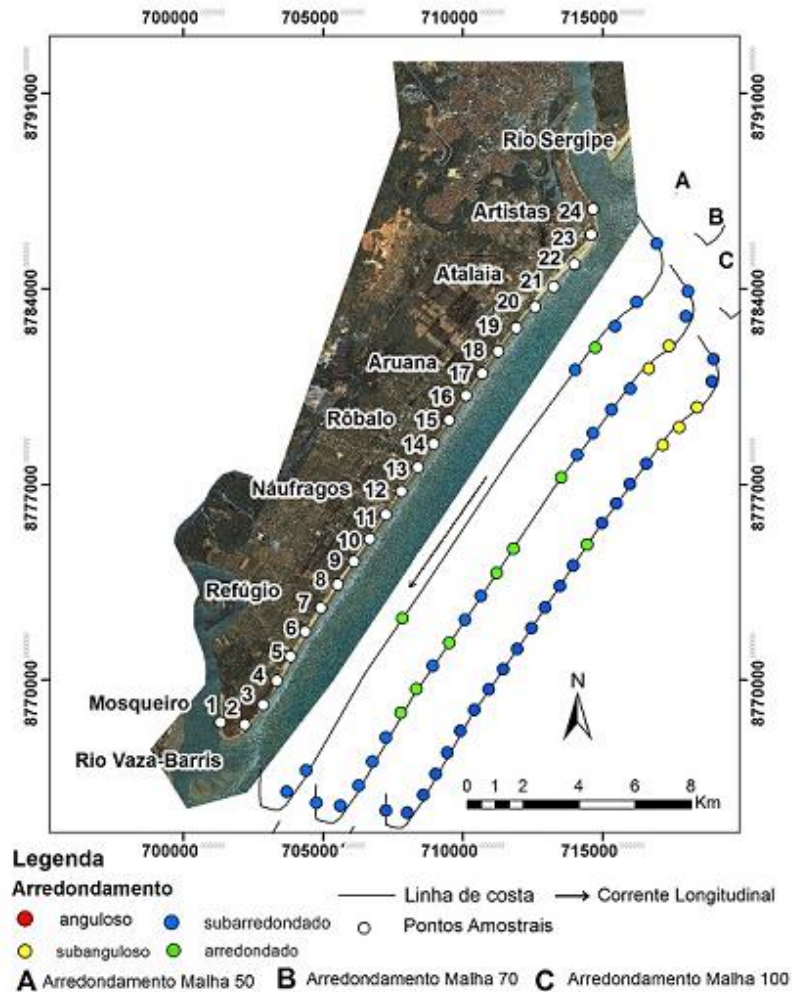 700000 705000 710000 715000
8791000
8784000
8777000
8770000
8791000
8784000
8777000
8770000
Rio Sergipe
A
B
C
Artistas 24
23
22
Atalaia
21
20
19
Aruana 18
17
16
Róbalo 15
14
13
Náufragos 12
11
10
9
Refúgio 8
7
6
5
4
3
Mosqueiro 1 2
Rio Vaza-Barris
N
0 1 2 4 6 8
Km
700000 705000 710000 715000
Legenda
Arredondamento
anguloso
subanguloso
subarredondado
arredondado
Linha de costa
Corrente Longitudinal
Pontos Amostrais
A Arredondamento Malha 50 B Arredondamento Malha 70 C Arredondamento Malha 100